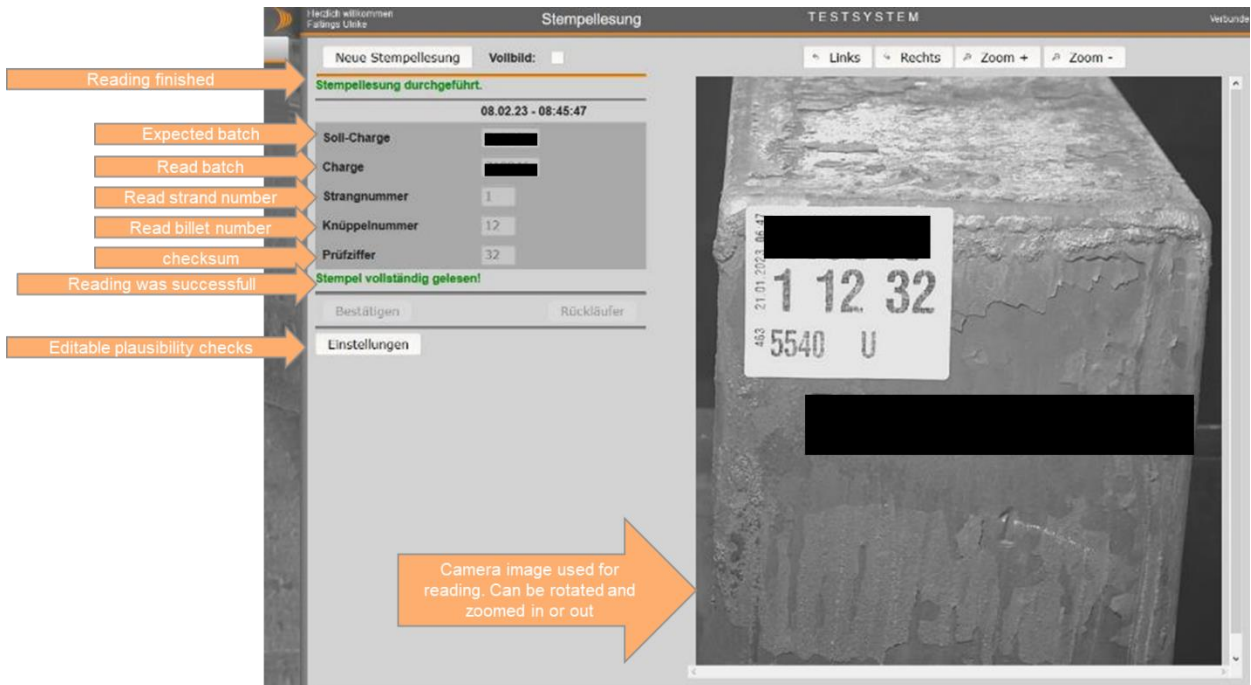 Herzlich willkommen
Stempellesung
TESTSYSTEM
Verbunde
Neue Stempellesung
Vollbild:
Links
Rechts
Zoom +
Zoom -
Reading finished
Stempellesung durchgeführt.
08.02.23 - 08:45:47
Expected batch
Soll-Charge
Read batch
Charge
Read strand number
Strangnummer
1
Read billet number
Knüppelnummer
12
checksum
Prüfziffer
32
Reading was successfull
Stempel vollständig gelesen!
Bestätigen
Rückläufer
Editable plausibility checks
Einstellungen
21.01.2023 06:47
1 12 32
463
5540 U
Camera image used for
reading. Can be rotated and
zoomed in or out